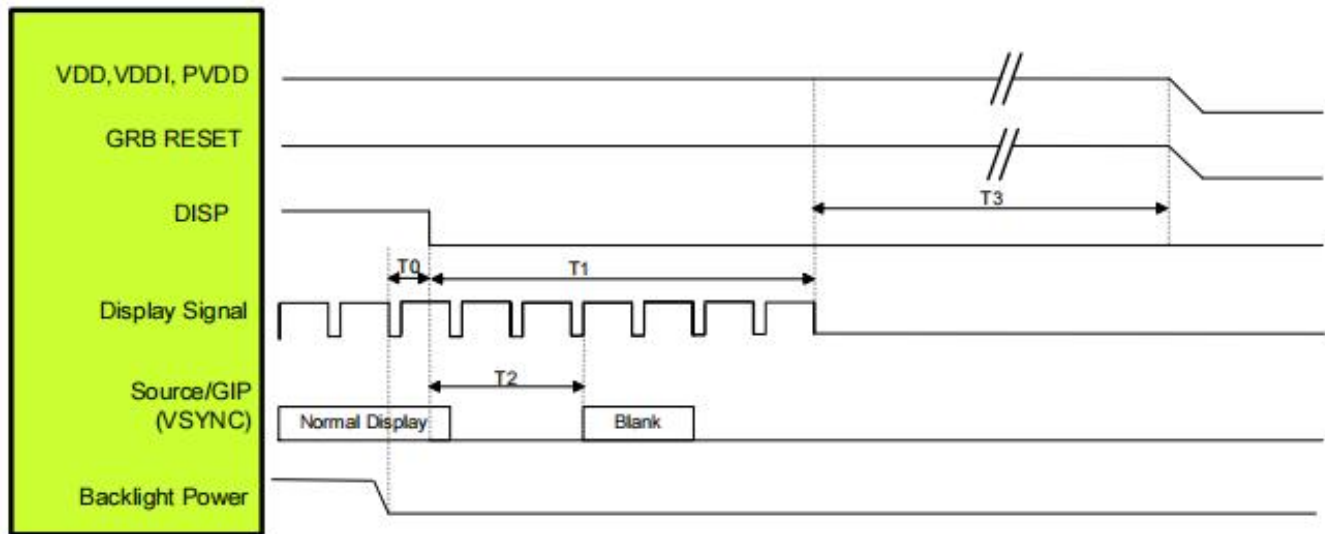 VDD,VDDI, PVDD
GRB RESET
T3
DISP
T0
T1
Display Signal
T2
Source/GIP
(VSYNC)
Normal Display
Blank
Backlight Power